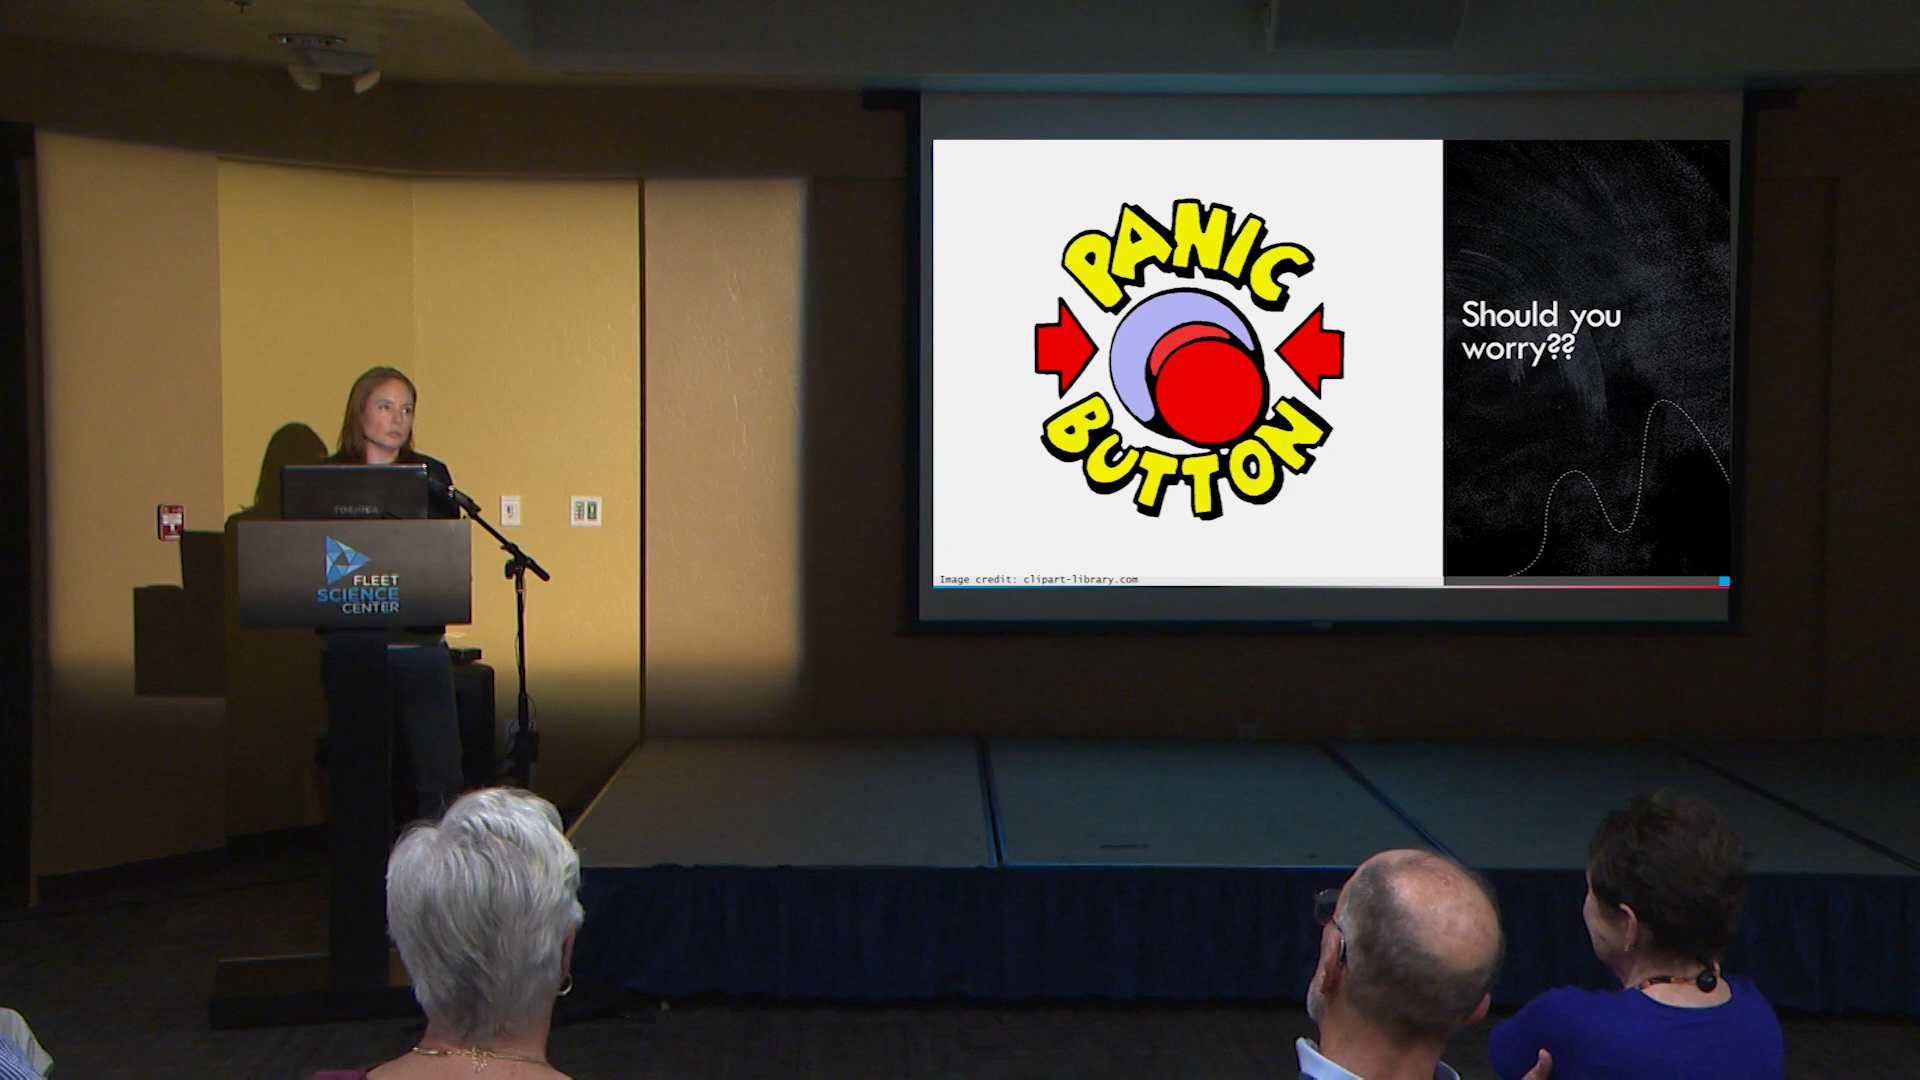 PANIC
BUTTON
Should you
worry??
Image credit: clipart-library.com
TOSHIBA
FLEET
SCIENCE
CENTER